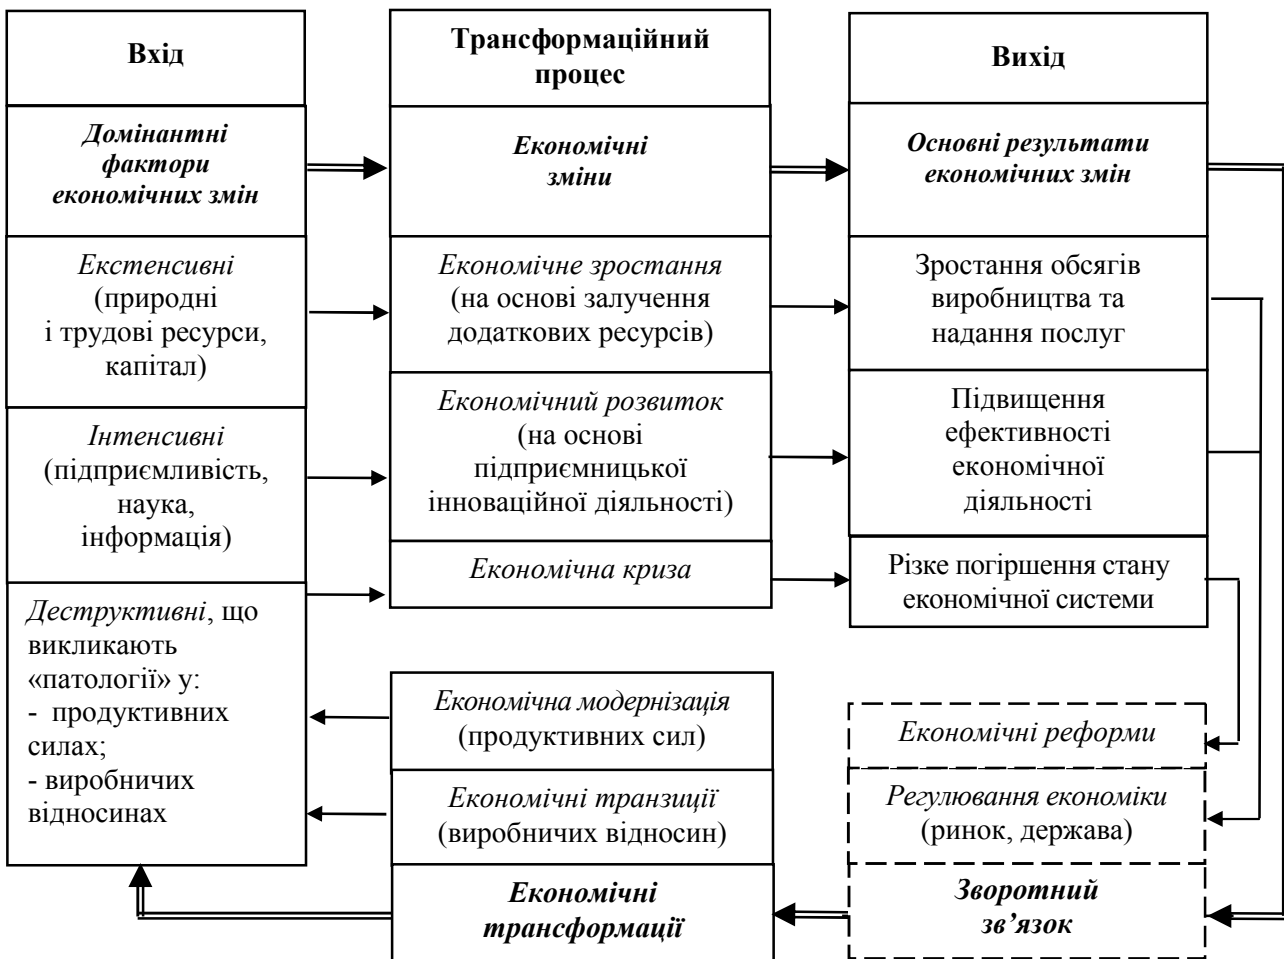 Вхід
Трансформаційний
процес
Вихід
Домінантні
фактори
економічних змін
Економічні
зміни
Основні результати
економічних змін
Екстенсивні
(природні
і трудові ресурси,
капітал)
Економічне зростання
(на основі залучення
додаткових ресурсів)
Зростання обсягів
виробництва та
надання послуг
Інтенсивні
(підприємливість,
наука,
інформація)
Економічний розвиток
(на основі
підприємницької
інноваційної діяльності)
Підвищення
ефективності
економічної
діяльності
Деструктивні, що
викликають
«патології» у:
- продуктивних
силах;
- виробничих
відносинах
Економічна криза
Різке погіршення стану
економічної системи
Економічна модернізація
(продуктивних сил)
Економічні реформи
Економічні транзиції
(виробничих відносин)
Регулювання економіки
(ринок, держава)
Економічні
трансформації
Зворотний
зв’язок